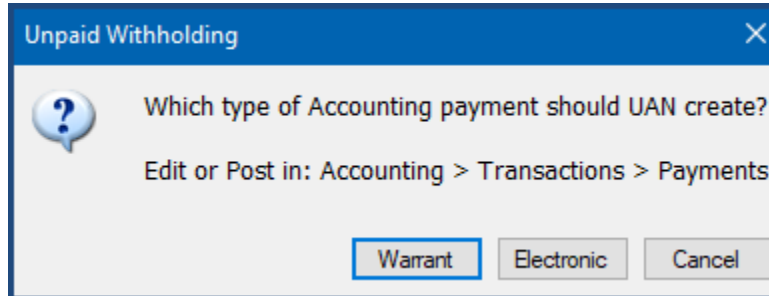 Unpaid Withholding
Which type of Accounting payment should UAN create?
Edit or Post in: Accounting > Transactions > Payments
Warrant Electronic Cancel